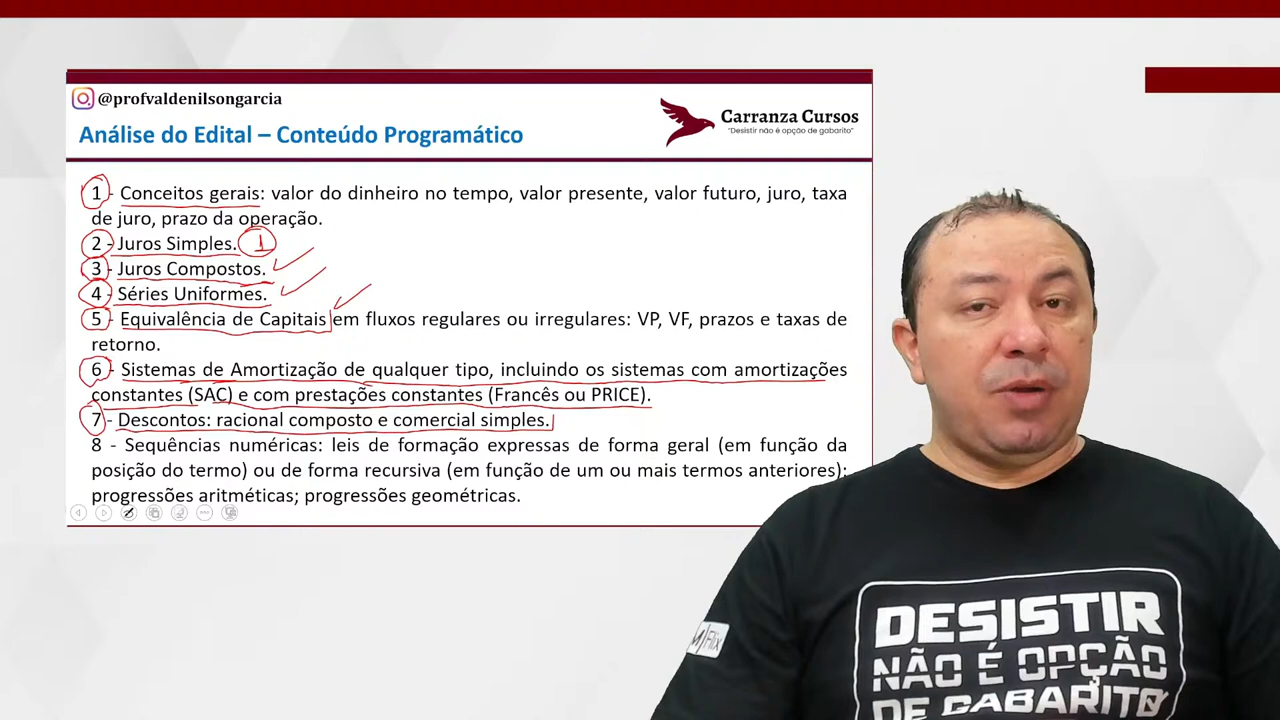 @profvaldenilsongarcia
Carranza Cursos
"Desistir não é opção de gabarito"
Análise do Edital – Conteúdo Programático
1 - Conceitos gerais: valor do dinheiro no tempo, valor presente, valor futuro, juro, taxa
de juro, prazo da operação.
2 - Juros Simples. 1
3 - Juros Compostos.
4 - Séries Uniformes.
5 - Equivalência de Capitais em fluxos regulares ou irregulares: VP, VF, prazos e taxas de
retorno.
6 - Sistemas de Amortização de qualquer tipo, incluindo os sistemas com amortizações
constantes (SAC) e com prestações constantes (Francês ou PRICE).
7 - Descontos: racional composto e comercial simples.
8 - Sequências numéricas: leis de formação expressas de forma geral (em função da
posição do termo) ou de forma recursiva (em função de um ou mais termos anteriores);
progressões aritméticas; progressões geométricas.
DESISTIR
NÃO É OPÇÃO
DE GABARITO
Flix